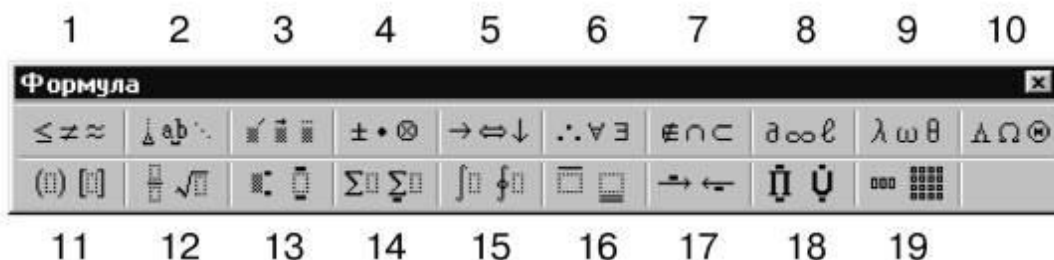 1 2 3 4 5 6 7 8 9 10
Формула
≤ ≠ ≈ a͟b ⋱ ± • ⊗ → ⇔ ↓ ∴ ∀ ∃ ∉ ∩ ⊂ ∂ ∞ ℓ λ ω θ Λ Ω Θ
(▯) [▯] √▯ Σ▯ Σ▯ ∫▯ ∮▯ → ← Π Ụ
11 12 13 14 15 16 17 18 19